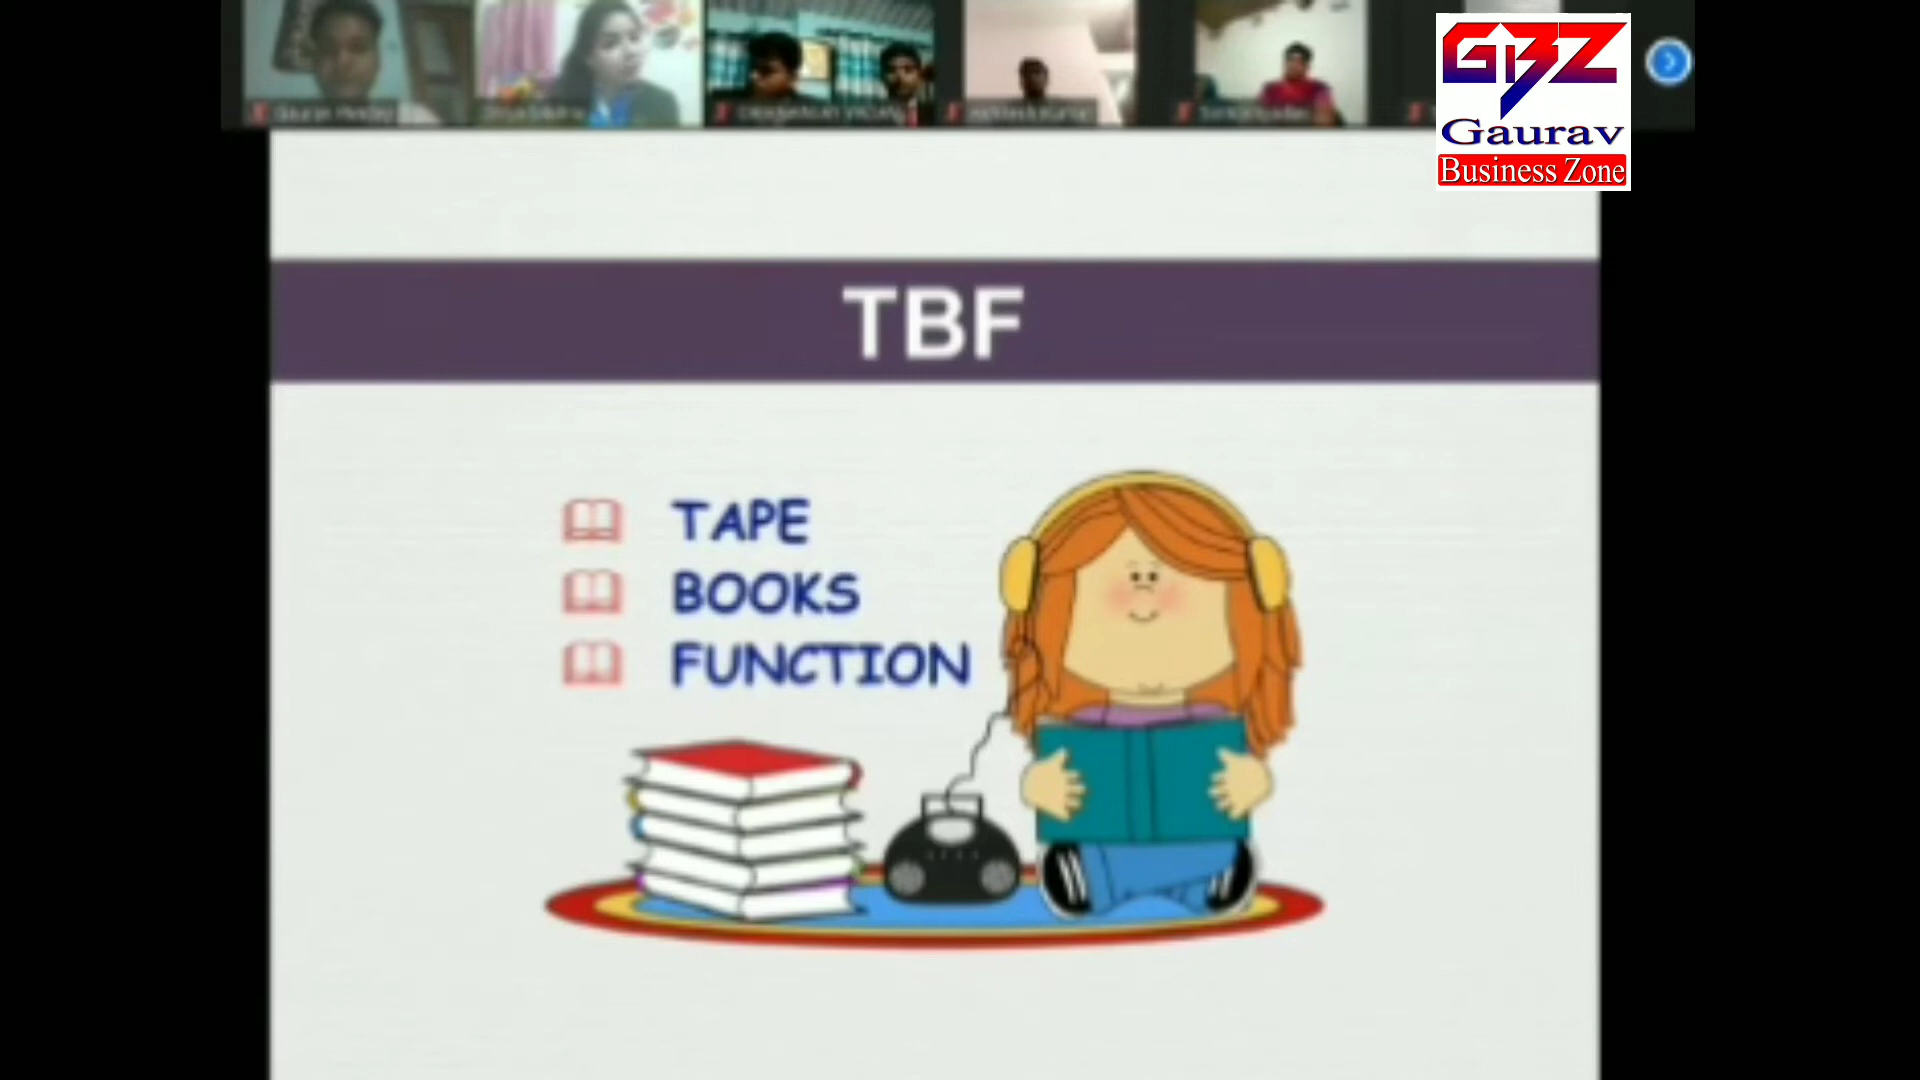 GBZ
Gaurav
Business Zone
TBF
TAPE
BOOKS
FUNCTION